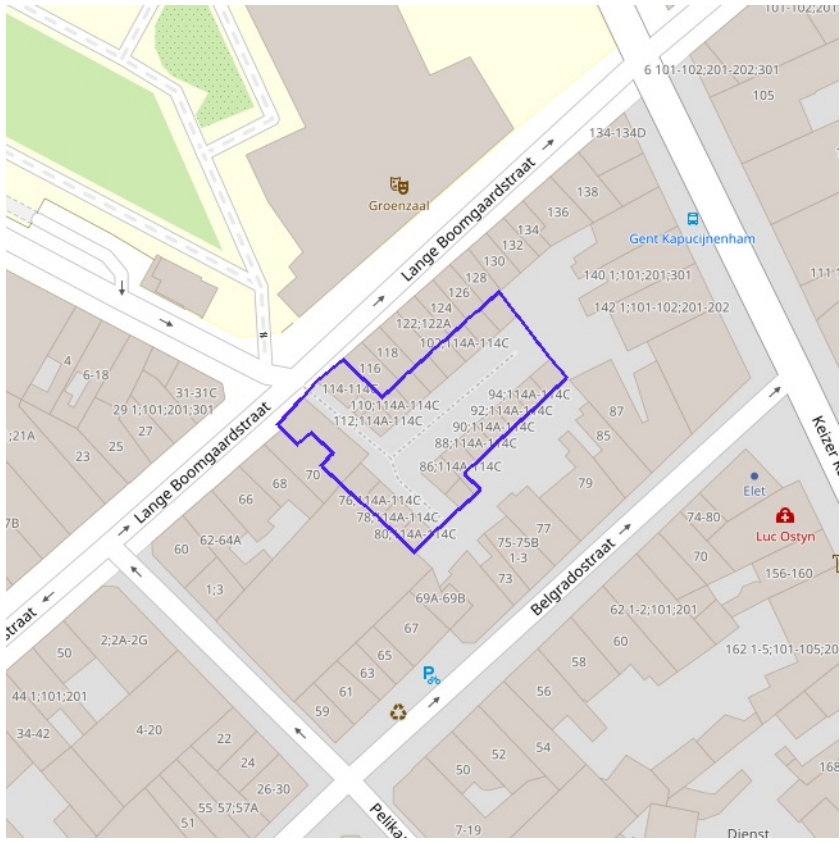 101-102;201
6 101-102;201-202;301
105
134-134D
138
136
134
132
130
128
126
124
122;122A
102;114A-114C
118
116
Groenzaal
Lange Boomgaardstraat
Gent Kapucijnenham
140 1;101;201;301
142 1;101-102;201-202
111
4
6-18
31-31C
29 1;101;201;301
27
25
23
;21A
7B
110;114A-114C
112;114A-114C
94;114A-114C
92;114A-114C
90;114A-114C
88;114A-114C
86;114A-114C
87
85
79
Lange Boomgaardstraat
70
68
66
62-64A
60
1;3
76;114A-114C
78;114A-114C
80;114A-114C
77
75-75B
1-3
73
69A-69B
67
65
63
61
59
Belgradostraat
Elet
74-80
Luc Ostyn
70
156-160
62 1-2;101;201
60
58
56
54
52
50
162 1-5;101-105;20
168
straat
2;2A-2G
50
44 1;101;201
34-42
4-20
22
24
26-30
55 57;57A
51
7-19
Dienst